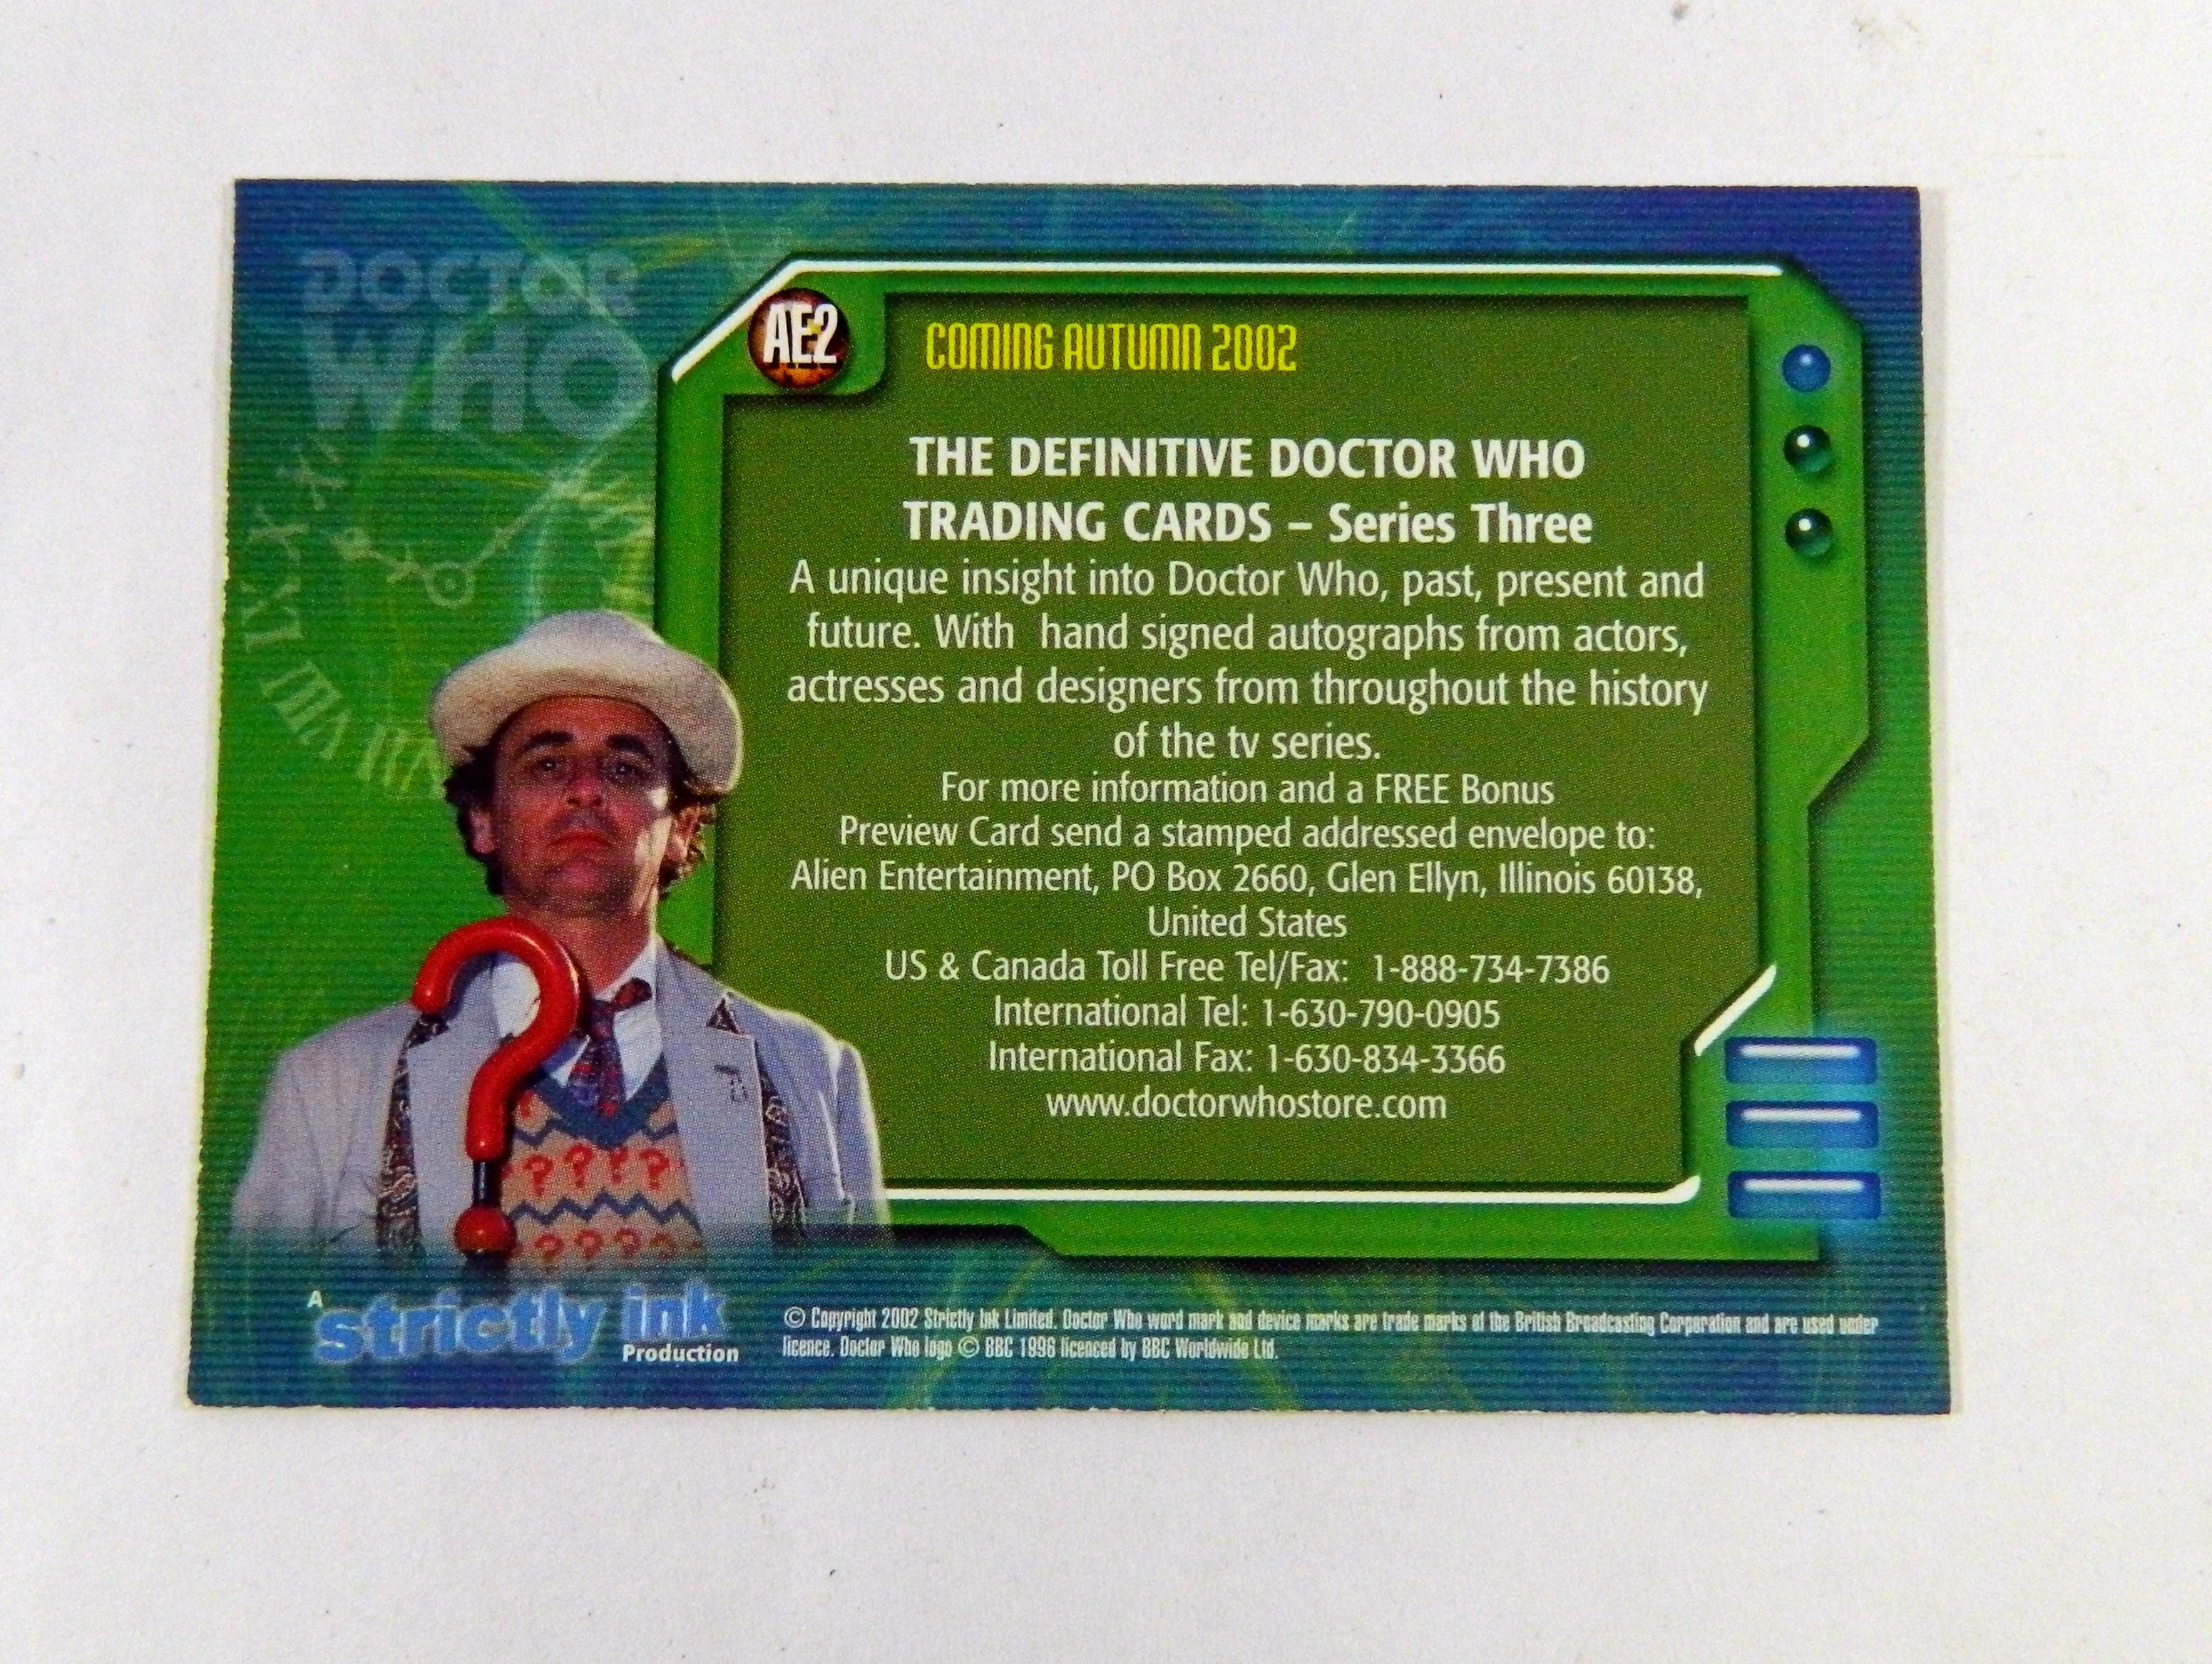 DOCTOR
WHO
AE2
COMING AUTUMN 2002
THE DEFINITIVE DOCTOR WHO
TRADING CARDS – Series Three
A unique insight into Doctor Who, past, present and
future. With hand signed autographs from actors,
actresses and designers from throughout the history
of the tv series.
For more information and a FREE Bonus
Preview Card send a stamped addressed envelope to:
Alien Entertainment, PO Box 2660, Glen Ellyn, Illinois 60138,
United States
US & Canada Toll Free Tel/Fax: 1-888-734-7386
International Tel: 1-630-790-0905
International Fax: 1-630-834-3366
www.doctorwhostore.com
????
????
A
strictly ink
Production
© Copyright 2002 Strictly Ink Limited. Doctor Who word mark and device marks are trade marks of the British Broadcasting Corporation and are used under
licence. Doctor Who logo © BBC 1996 licenced by BBC Worldwide Ltd.